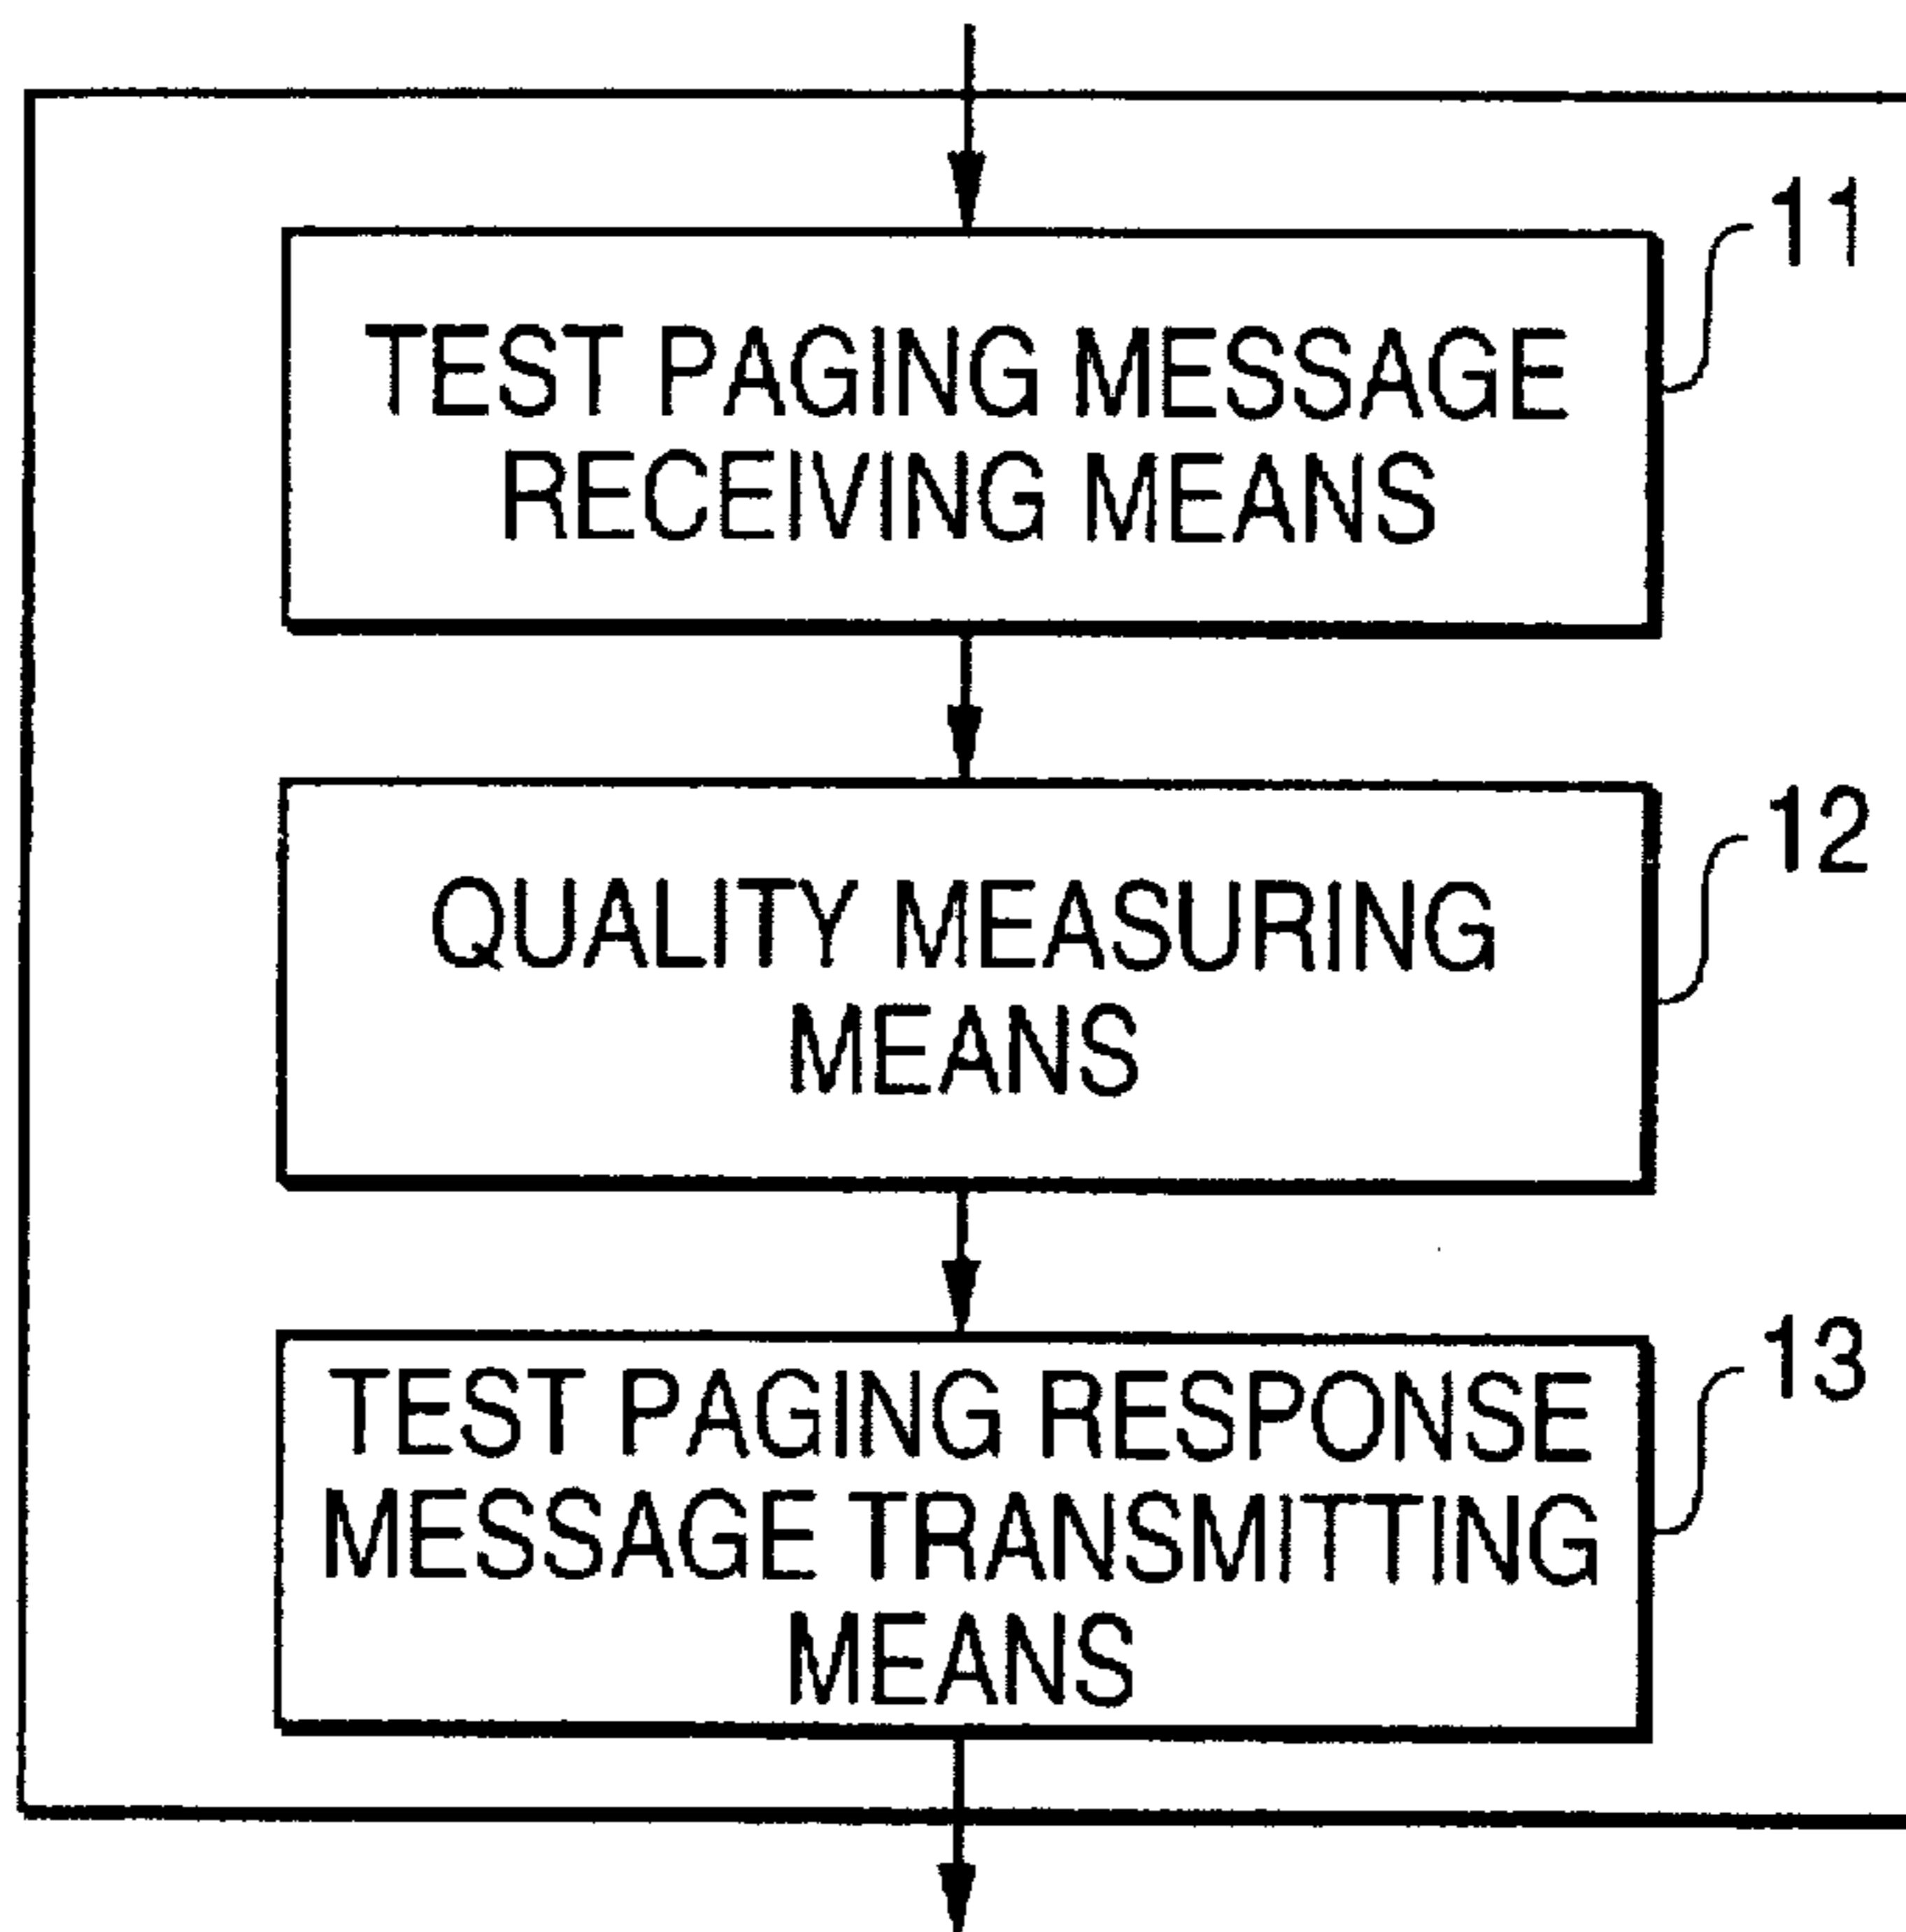 11
TEST PAGING MESSAGE
RECEIVING MEANS
12
QUALITY MEASURING
MEANS
13
TEST PAGING RESPONSE
MESSAGE TRANSMITTING
MEANS